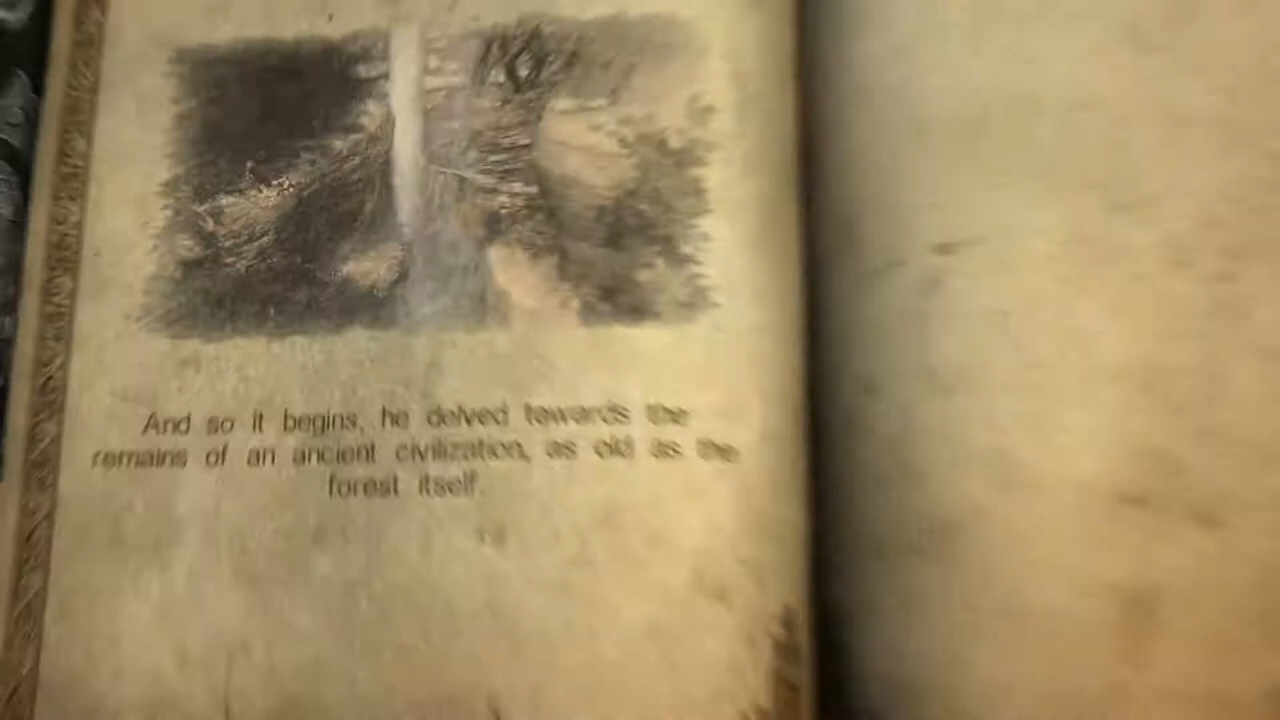 And so it begins, he delved towards the
remains of an ancient civilization, as old as the
forest itself.